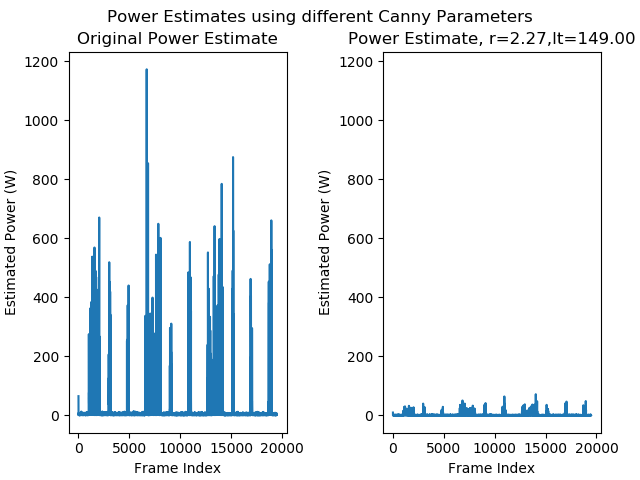 Power Estimates using different Canny Parameters
Original Power Estimate
Power Estimate, r=2.27,lt=149.00
1200
1000
800
600
400
200
0
Estimated Power (W)
0 5000 10000 15000 20000
Frame Index
1200
1000
800
600
400
200
0
Estimated Power (W)
0 5000 10000 15000 20000
Frame Index